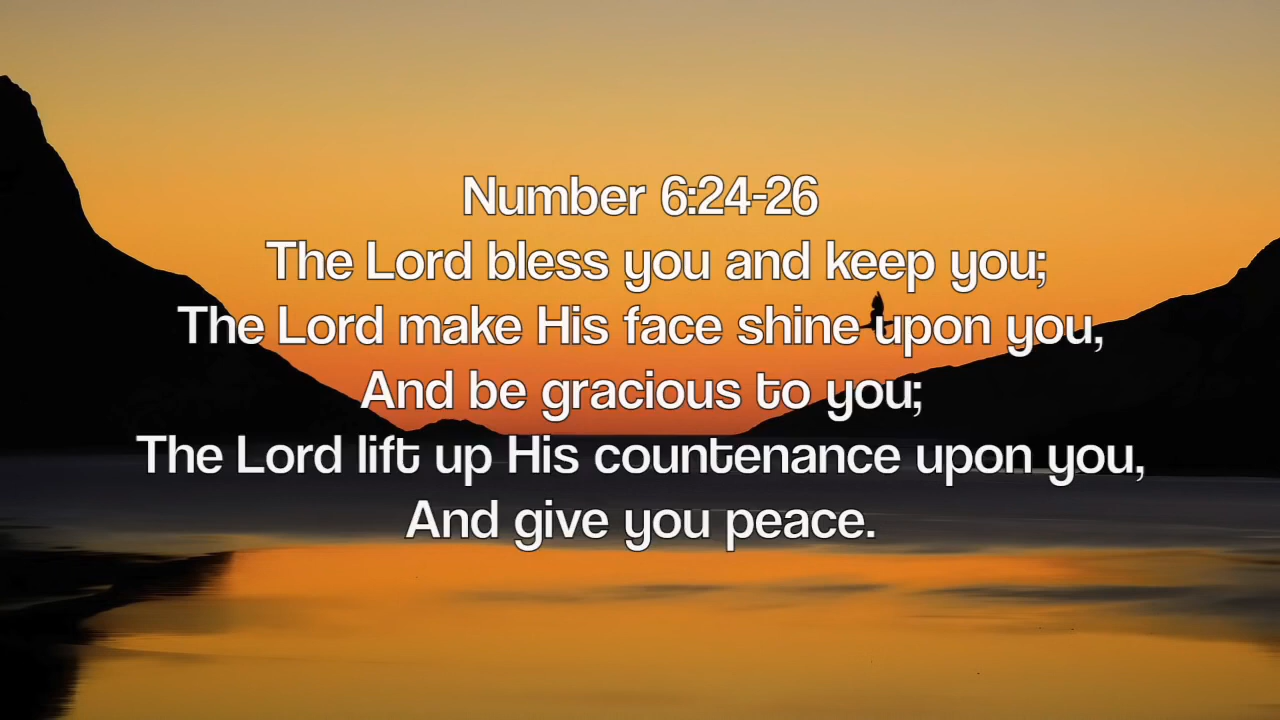 Number 6:24-26
The Lord bless you and keep you;
The Lord make His face shine upon you,
And be gracious to you;
The Lord lift up His countenance upon you,
And give you peace.